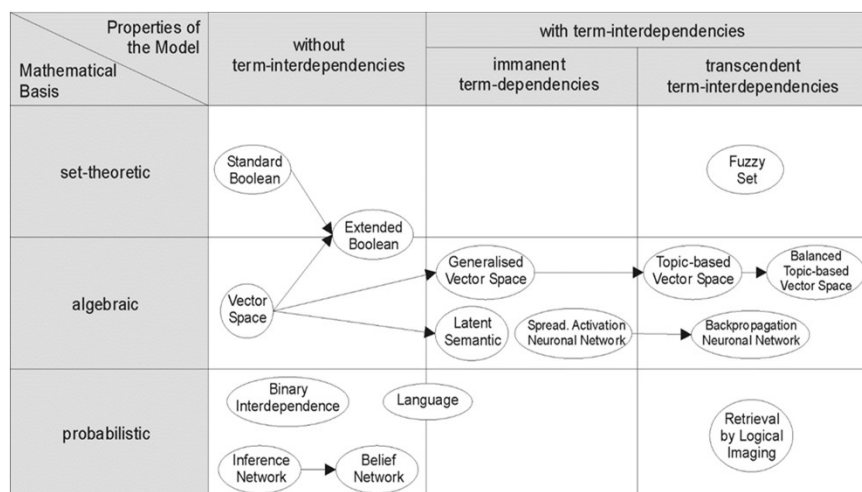 Properties of
the Model
Mathematical
Basis
without
term-interdependencies
with term-interdependencies
immanent
term-dependencies
transcendent
term-interdependencies
set-theoretic
Standard
Boolean
Fuzzy
Set
Extended
Boolean
algebraic
Vector
Space
Generalised
Vector Space
Topic-based
Vector Space
Balanced
Topic-based
Vector Space
Latent
Semantic
Spread. Activation
Neuronal Network
Backpropagation
Neuronal Network
probabilistic
Binary
Interdependence
Language
Retrieval
by Logical
Imaging
Inference
Network
Belief
Network